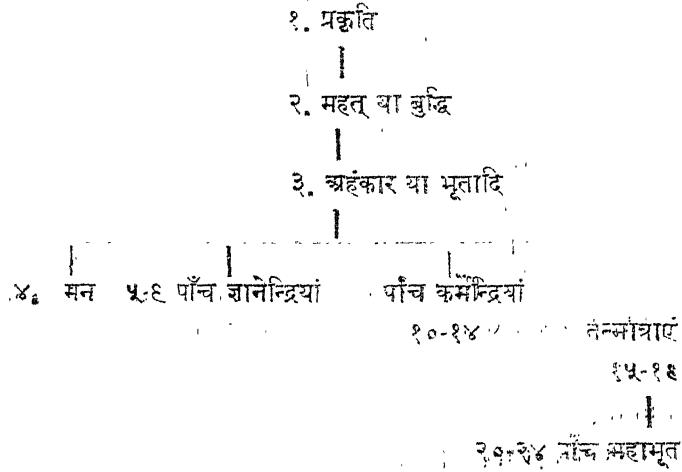 १. प्रकृति
२. महत् या बुद्धि
३. अहंकार या भूतादि
४. मन ५-९ पाँच ज्ञानेन्द्रियां पाँच कर्मेन्द्रियां
१०-१४ तन्मात्राएं
१५-१९
२०-२४ पाँच महाभूत